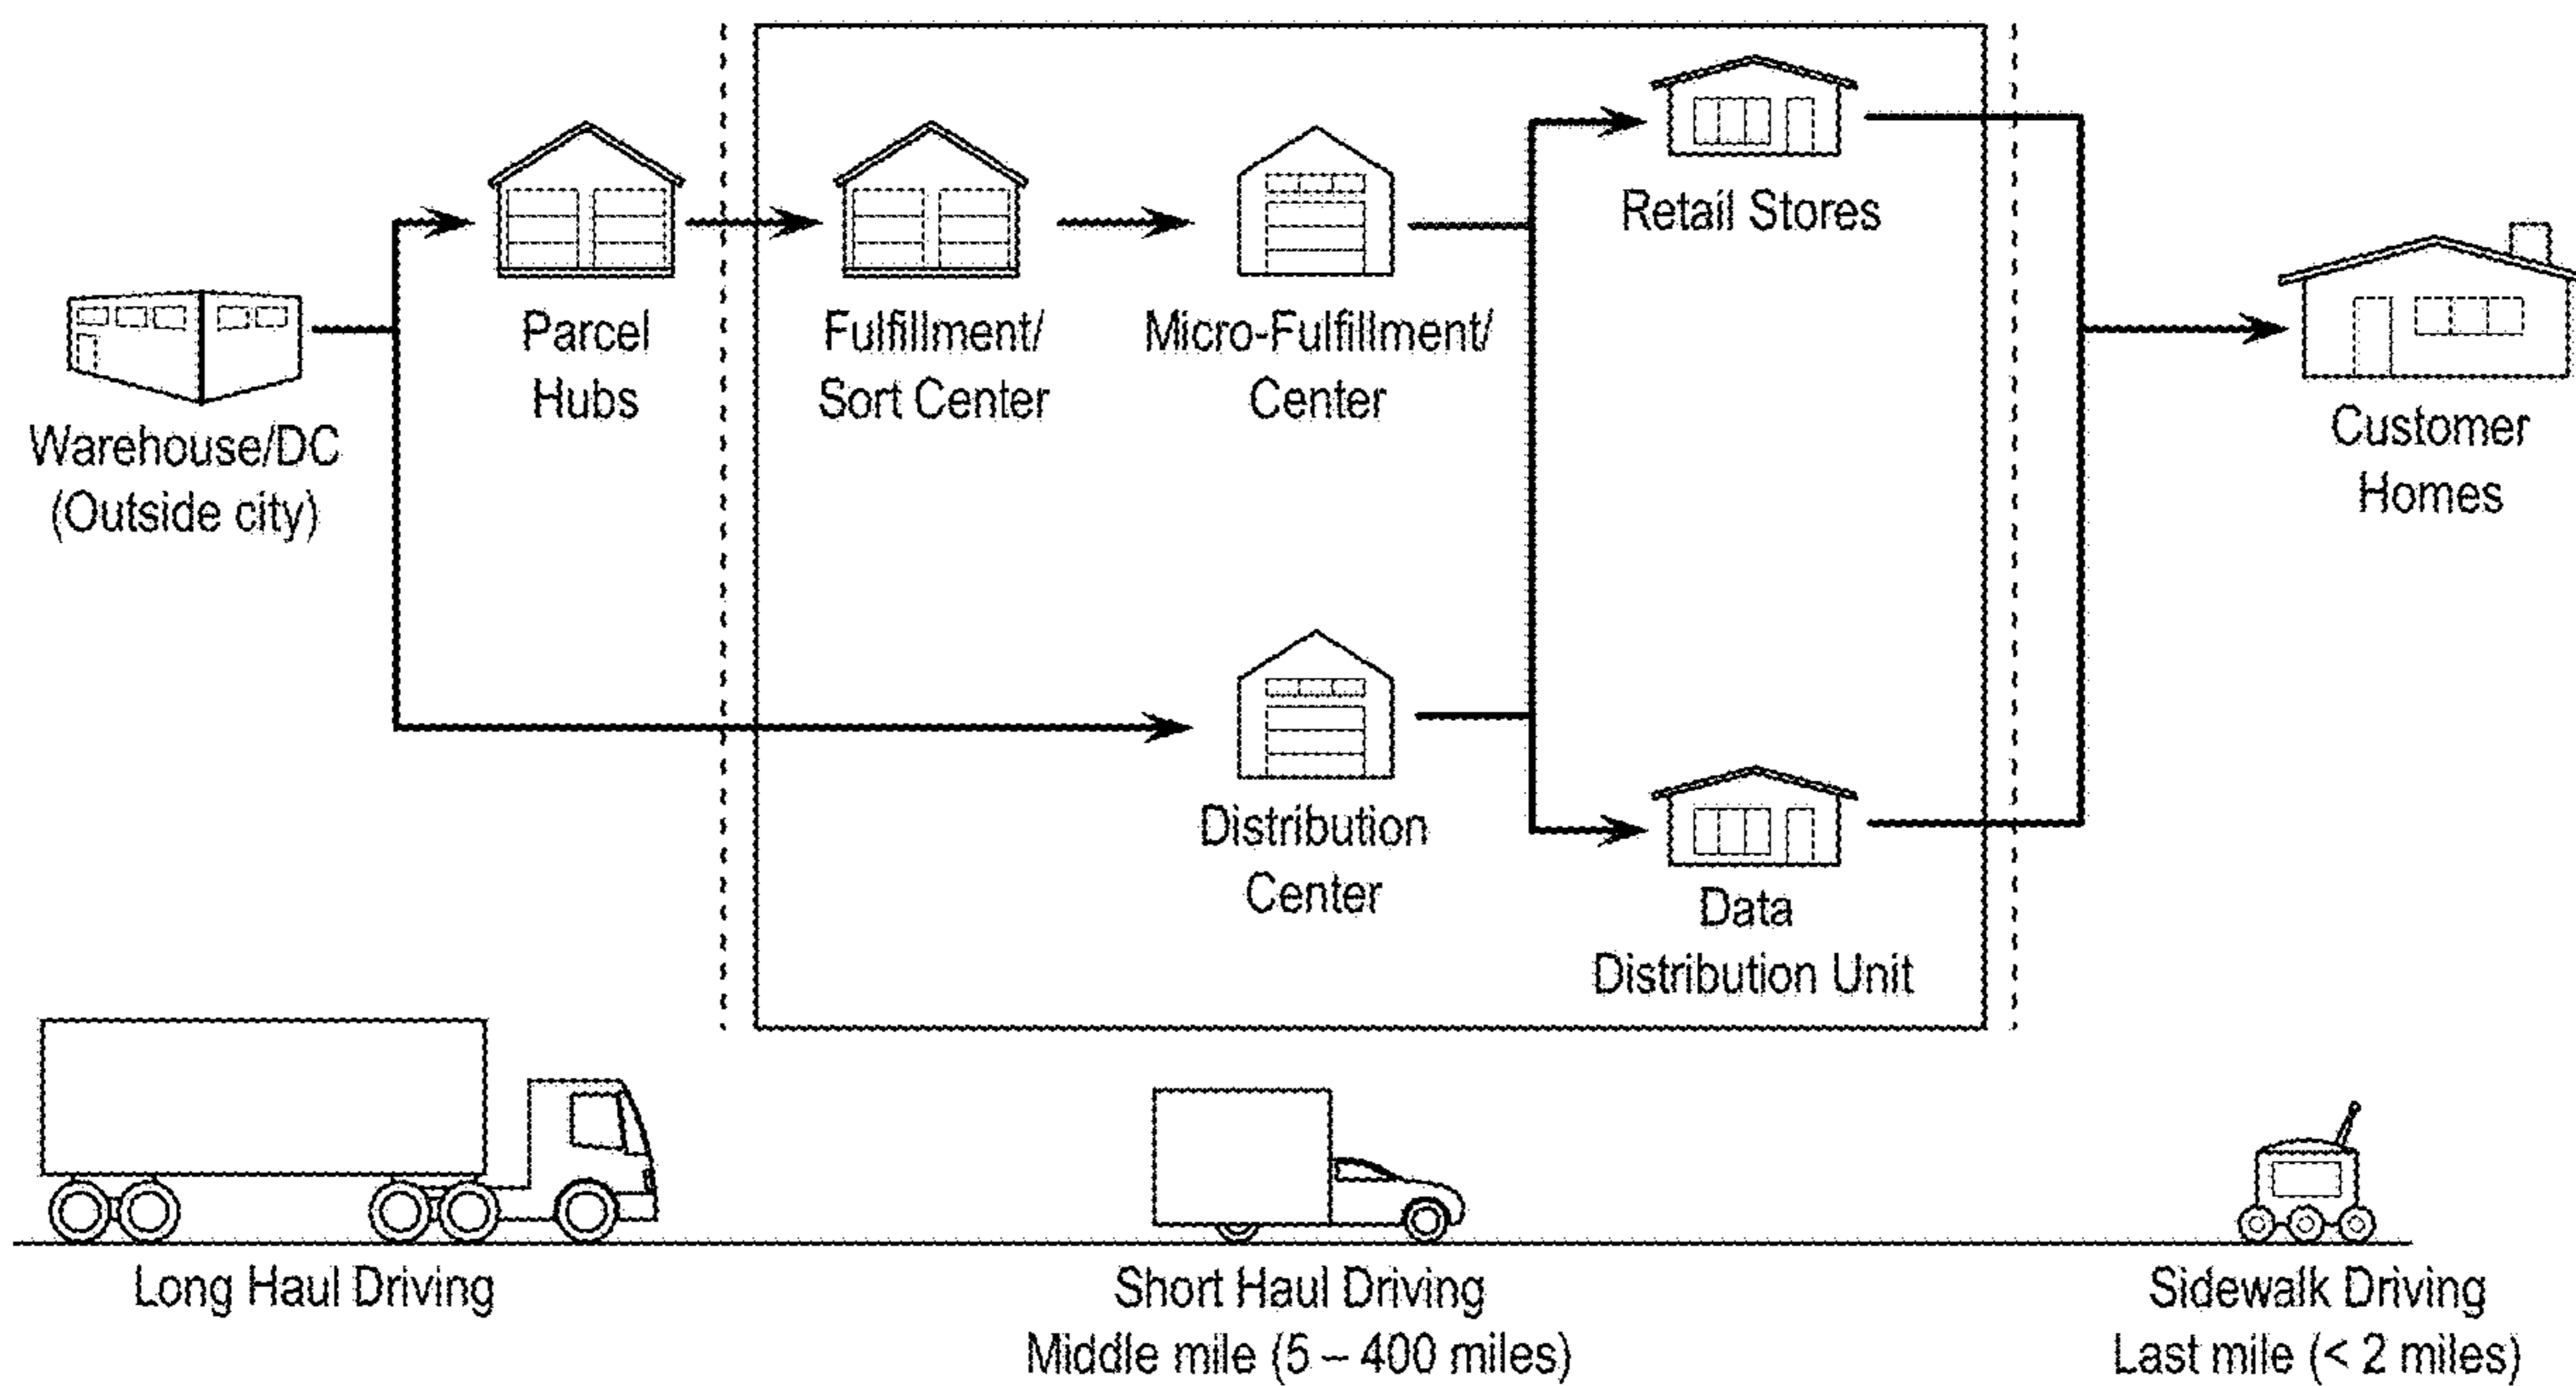 Retail Stores
Parcel
Hubs
Fulfillment/
Sort Center
Micro-Fulfillment/
Center
Warehouse/DC
(Outside city)
Customer
Homes
Distribution
Center
Data
Distribution Unit
Long Haul Driving
Short Haul Driving
Middle mile (5 – 400 miles)
Sidewalk Driving
Last mile (< 2 miles)